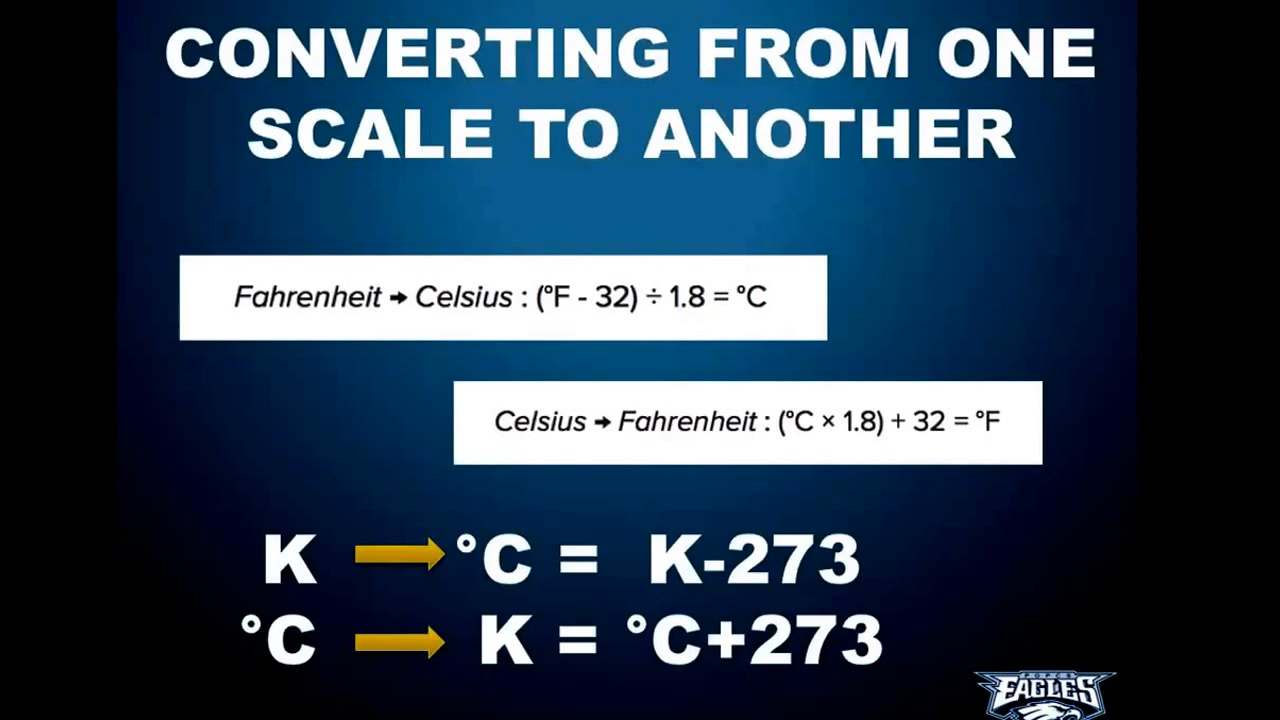 CONVERTING FROM ONE
SCALE TO ANOTHER
Fahrenheit → Celsius : (°F - 32) ÷ 1.8 = °C
Celsius → Fahrenheit : (°C × 1.8) + 32 = °F
K → °C = K-273
°C → K = °C+273
POPCS
EAGLES